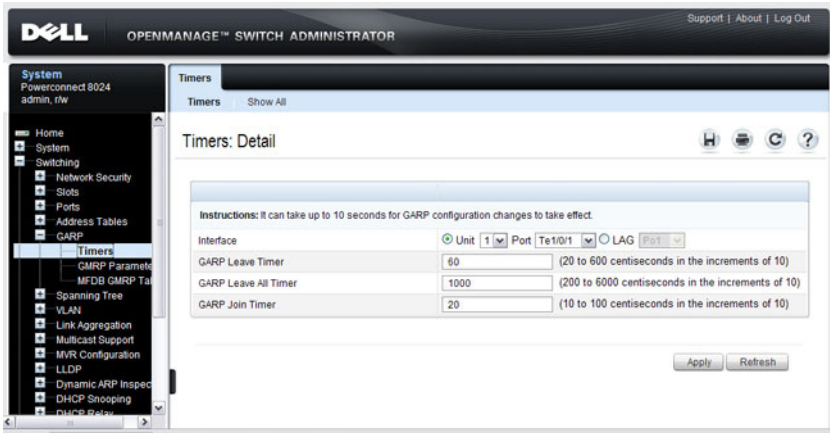 Support | About | Log Out
DELL OPENMANAGE™ SWITCH ADMINISTRATOR
System
Powerconnect 8024
admin, r/w
Home
System
Switching
Network Security
Slots
Ports
Address Tables
GARP
Timers
GMRP Paramete
MFDB GMRP Tal
Spanning Tree
VLAN
Link Aggregation
Multicast Support
MVR Configuration
LLDP
Dynamic ARP Inspec
DHCP Snooping
DHCP Relay
Timers
Timers Show All
Timers: Detail
Instructions: It can take up to 10 seconds for GARP configuration changes to take effect.
Interface Unit 1 Port Te1/0/1 LAG Po1
GARP Leave Timer 60 (20 to 600 centiseconds in the increments of 10)
GARP Leave All Timer 1000 (200 to 6000 centiseconds in the increments of 10)
GARP Join Timer 20 (10 to 100 centiseconds in the increments of 10)
Apply Refresh